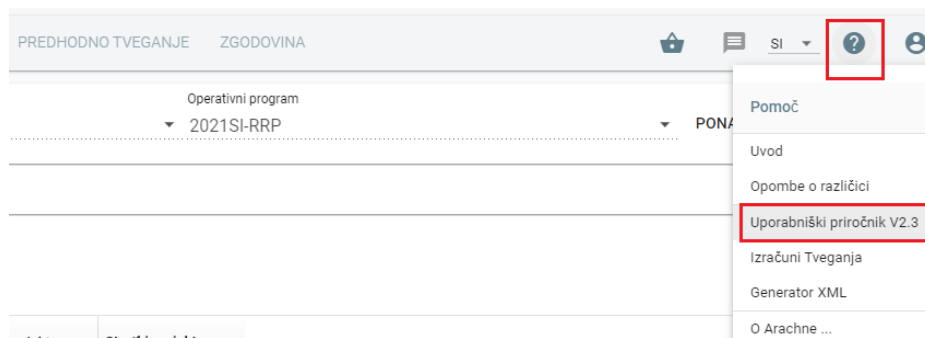 PREDHODNO TVEGANJE ZGODOVINA SI
Operativni program
2021SI-RRP
Pomoč
Uvod
Opombe o različici
Uporabniški priročnik V2.3
Izračuni Tveganja
Generator XML
O Arachne ...